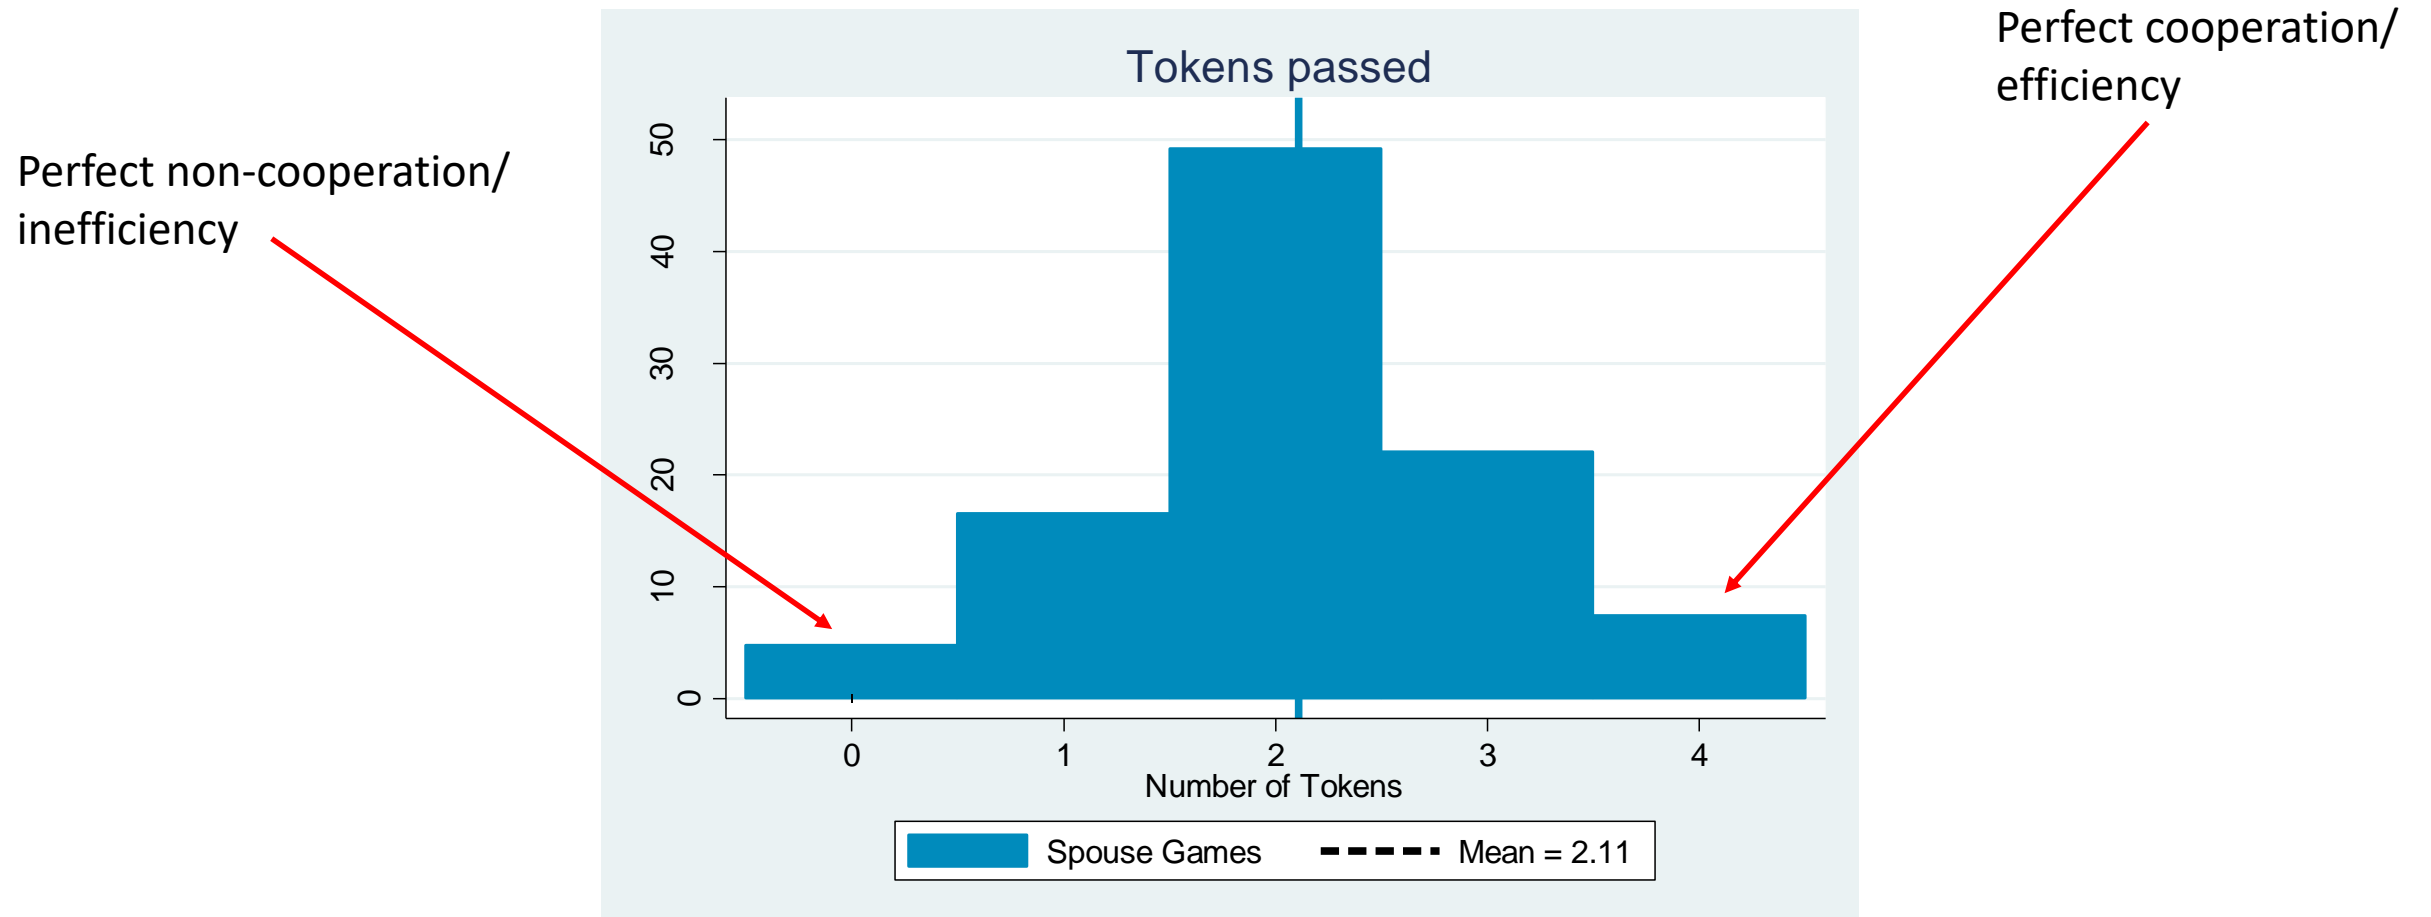 Perfect cooperation/
efficiency
Tokens passed
Perfect non-cooperation/
inefficiency
50
40
30
20
10
0
0 1 2 3 4
Number of Tokens
Spouse Games Mean = 2.11